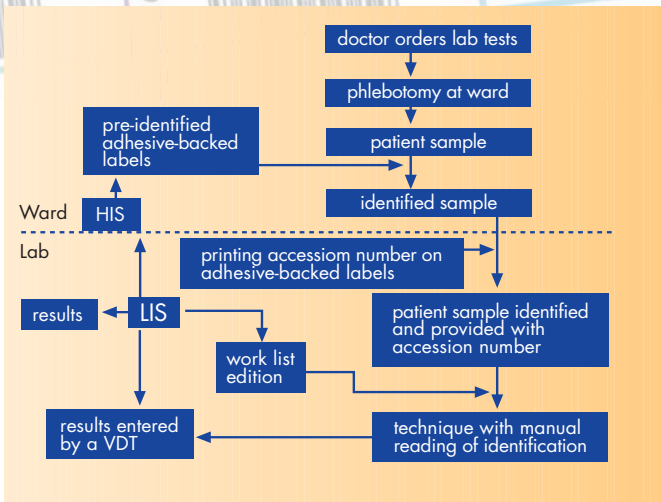 doctor orders lab tests
phlebotomy at ward
pre-identified
adhesive-backed
labels
patient sample
identified sample
Ward
HIS
Lab
printing accessiom number on
adhesive-backed labels
results
LIS
patient sample identified
and provided with
accession number
work list
edition
results entered
by a VDT
technique with manual
reading of identification